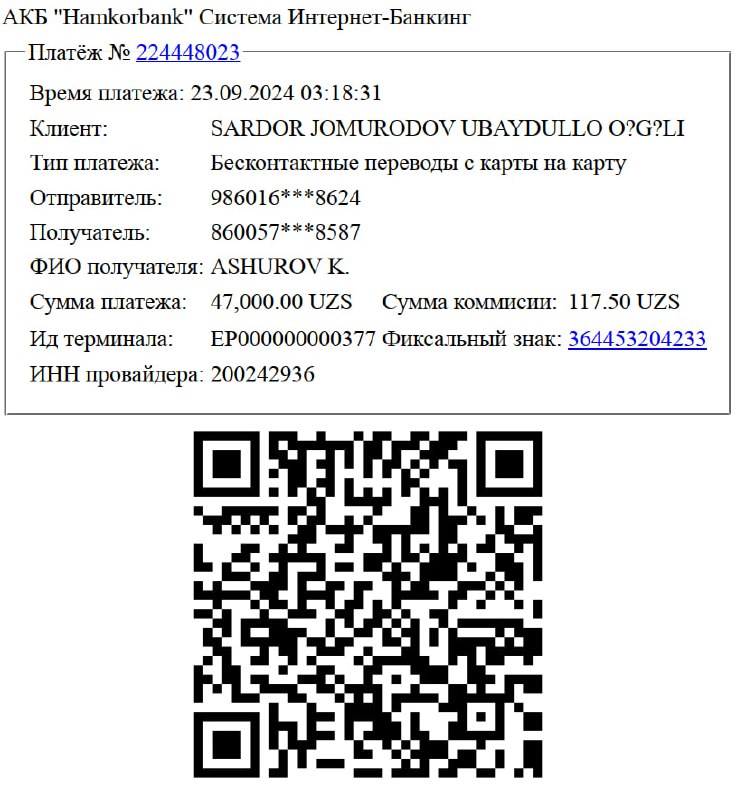 АКБ "Hamkorbank" Система Интернет-Банкинг
Платёж № 224448023
Время платежа: 23.09.2024 03:18:31
Клиент: SARDOR JOMURODOV UBAYDULLO O?G?LI
Тип платежа: Бесконтактные переводы с карты на карту
Отправитель: 986016***8624
Получатель: 860057***8587
ФИО получателя: ASHUROV K.
Сумма платежа: 47,000.00 UZS Сумма коммисии: 117.50 UZS
Ид терминала: EP000000000377 Фиксальный знак: 364453204233
ИНН провайдера: 200242936